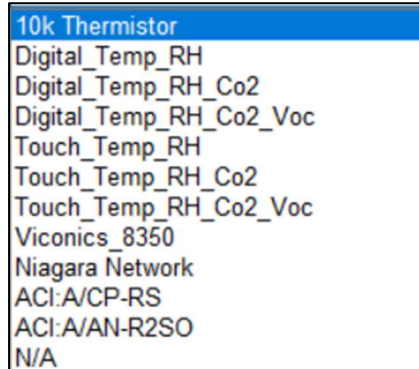 10k Thermistor
Digital_Temp_RH
Digital_Temp_RH_Co2
Digital_Temp_RH_Co2_Voc
Touch_Temp_RH
Touch_Temp_RH_Co2
Touch_Temp_RH_Co2_Voc
Viconics_8350
Niagara Network
ACI:A/CP-RS
ACI:A/AN-R2SO
N/A